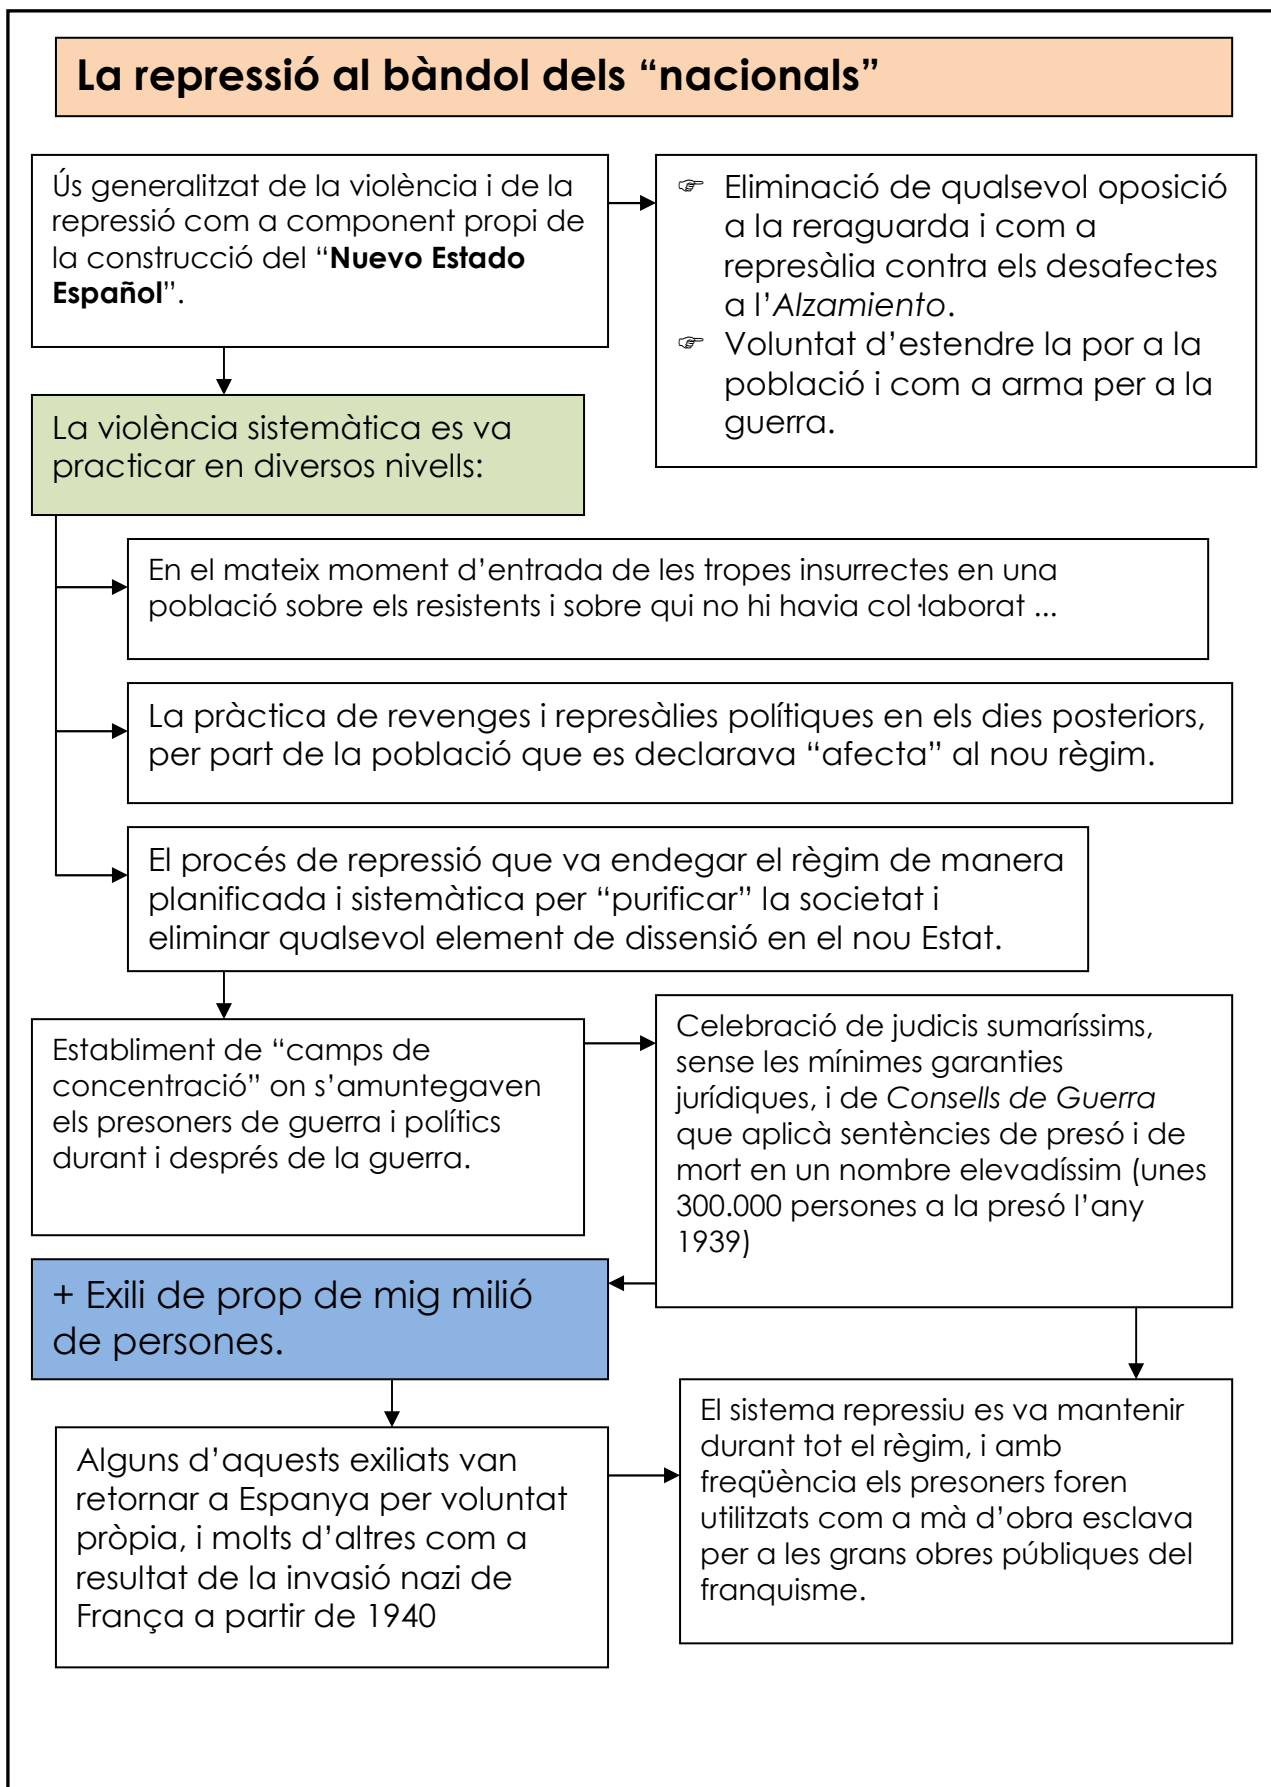 La repressió al bàndol dels “nacionals”
Ús generalitzat de la violència i de la
repressió com a component propi de
la construcció del “Nuevo Estado
Español”.
☞ Eliminació de qualsevol oposició
a la reraguarda i com a
represàlia contra els desafectes
a l’Alzamiento.
☞ Voluntat d’estendre la por a la
població i com a arma per a la
guerra.
La violència sistemàtica es va
practicar en diversos nivells:
En el mateix moment d’entrada de les tropes insurrectes en una
població sobre els resistents i sobre qui no hi havia col·laborat ...
La pràctica de revenges i represàlies polítiques en els dies posteriors,
per part de la població que es declarava “afecta” al nou règim.
El procés de repressió que va endegar el règim de manera
planificada i sistemàtica per “purificar” la societat i
eliminar qualsevol element de dissensió en el nou Estat.
Establiment de “camps de
concentració” on s’amuntegaven
els presoners de guerra i polítics
durant i després de la guerra.
Celebració de judicis sumaríssims,
sense les mínimes garanties
jurídiques, i de Consells de Guerra
que aplicà sentències de presó i de
mort en un nombre elevadíssim (unes
300.000 persones a la presó l’any
1939)
+ Exili de prop de mig milió
de persones.
Alguns d’aquests exiliats van
retornar a Espanya per voluntat
pròpia, i molts d’altres com a
resultat de la invasió nazi de
França a partir de 1940
El sistema repressiu es va mantenir
durant tot el règim, i amb
freqüència els presoners foren
utilitzats com a mà d’obra esclava
per a les grans obres públiques del
franquisme.